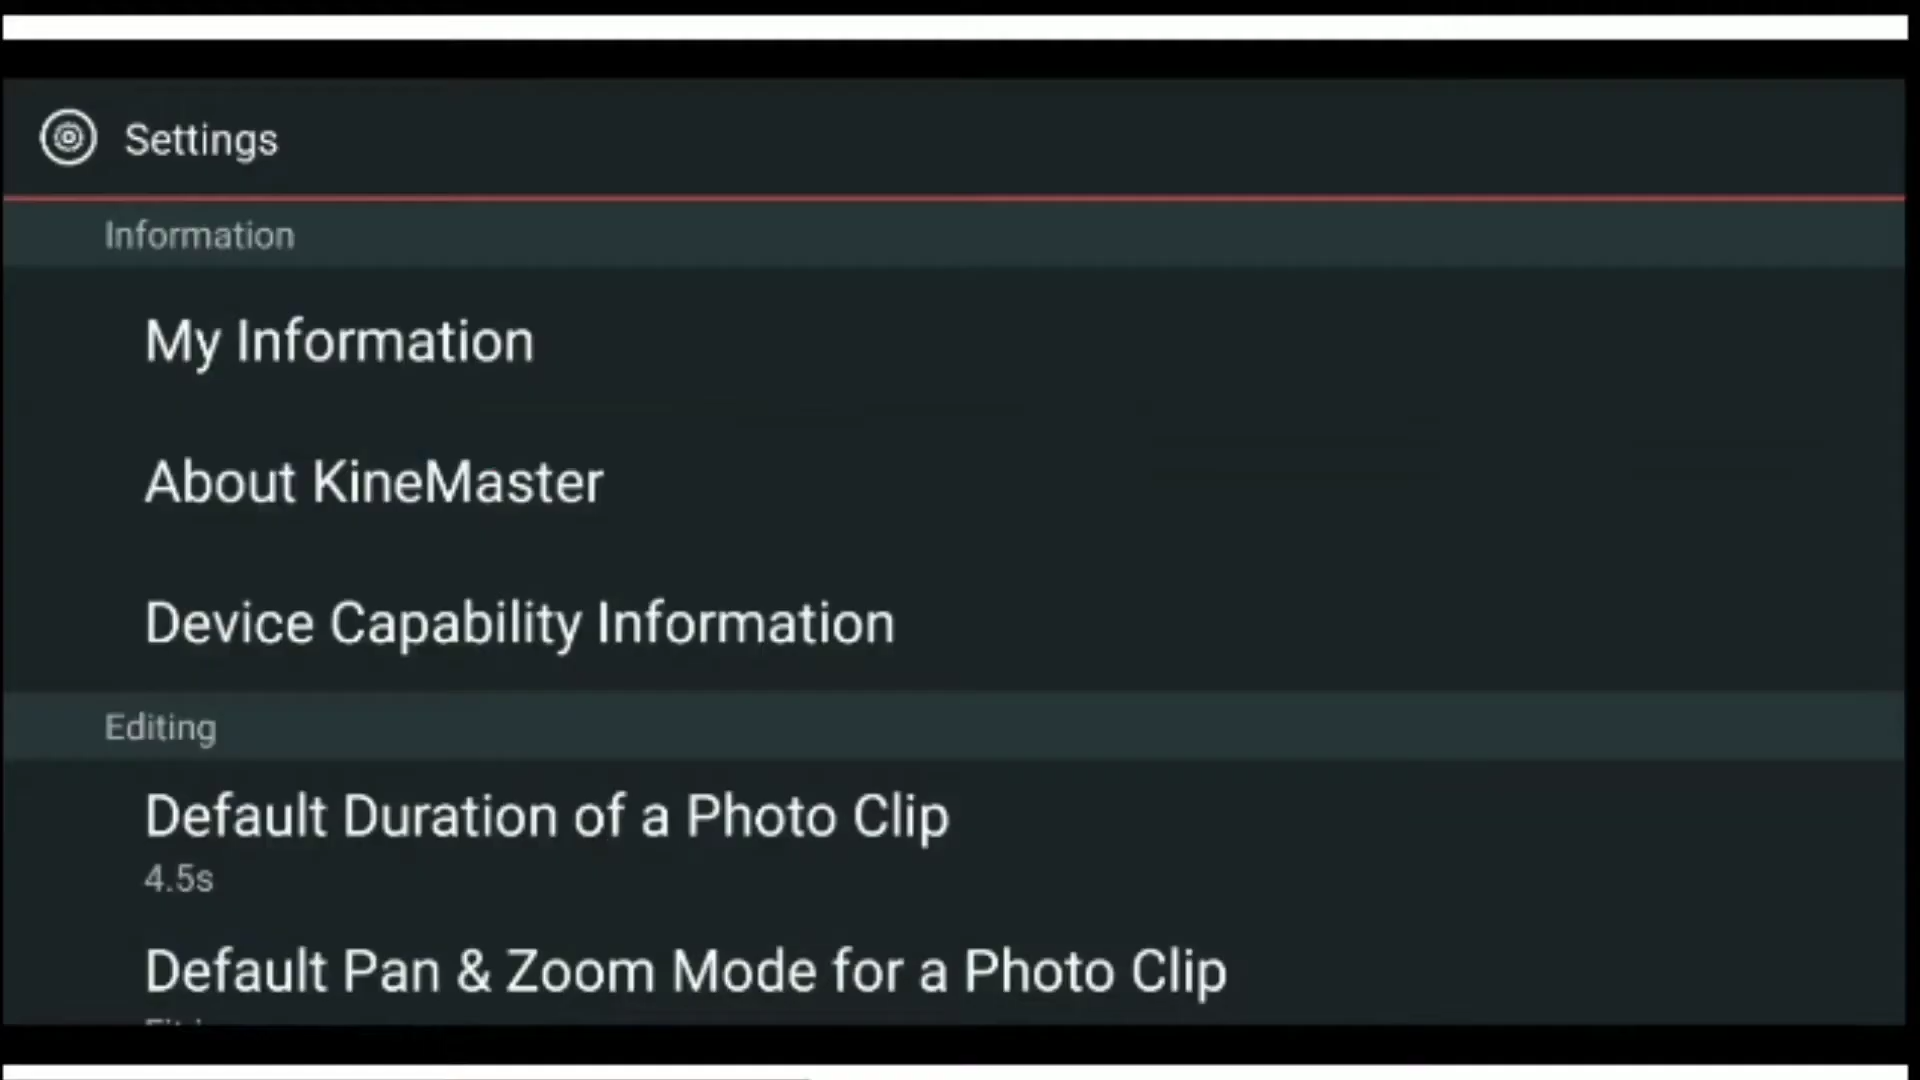 Settings
Information
My Information
About KineMaster
Device Capability Information
Editing
Default Duration of a Photo Clip
4.5s
Default Pan & Zoom Mode for a Photo Clip